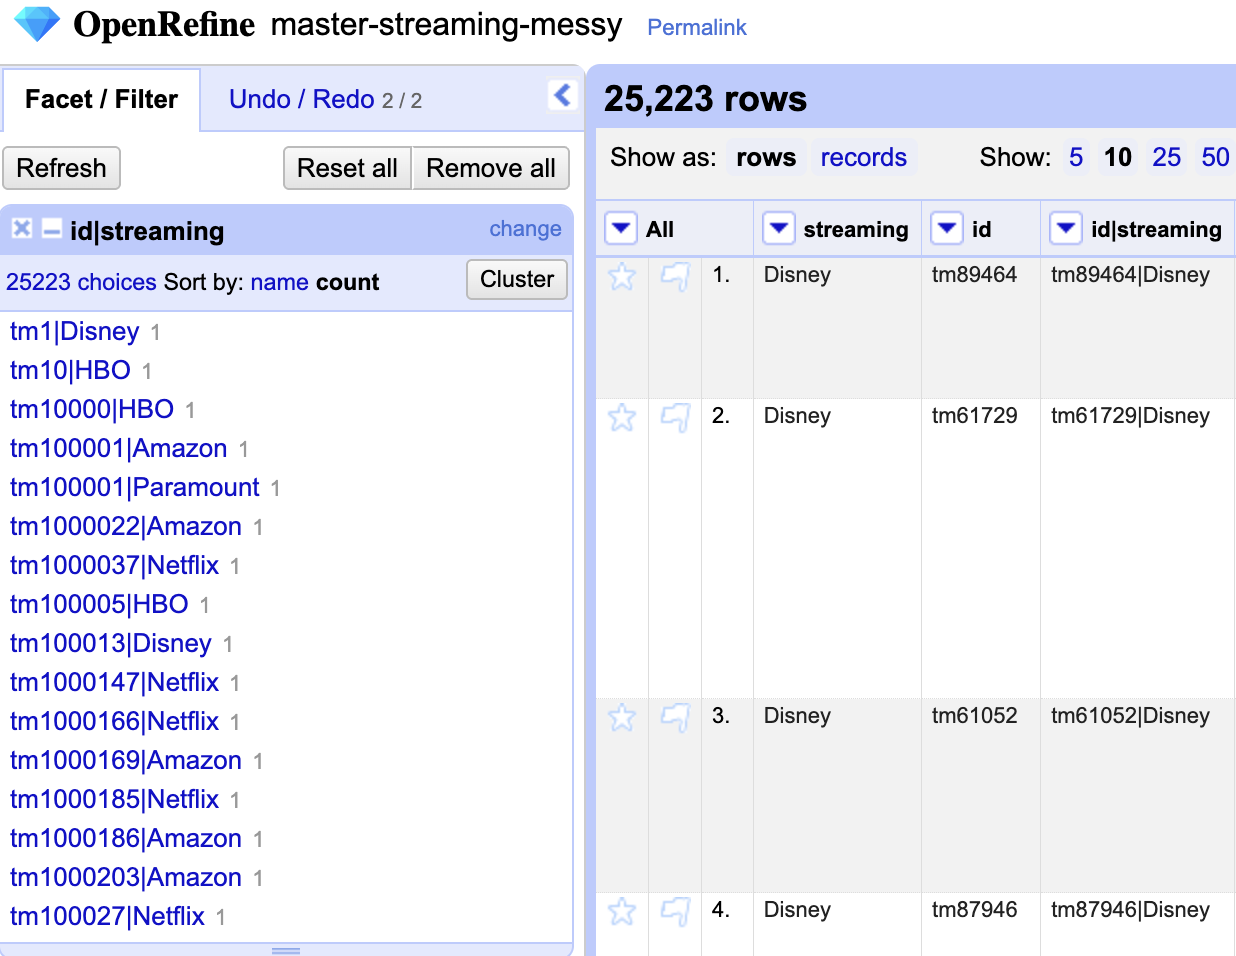 OpenRefine master-streaming-messy Permalink
Facet / Filter Undo / Redo 2 / 2
Refresh Reset all Remove all
id|streaming change
25223 choices Sort by: name count Cluster
tm1|Disney 1
tm10|HBO 1
tm10000|HBO 1
tm100001|Amazon 1
tm100001|Paramount 1
tm1000022|Amazon 1
tm1000037|Netflix 1
tm100005|HBO 1
tm100013|Disney 1
tm1000147|Netflix 1
tm1000166|Netflix 1
tm1000169|Amazon 1
tm1000185|Netflix 1
tm1000186|Amazon 1
tm1000203|Amazon 1
tm100027|Netflix 1
25,223 rows
Show as: rows records Show: 5 10 25 50
All streaming id id|streaming
1. Disney tm89464 tm89464|Disney
2. Disney tm61729 tm61729|Disney
3. Disney tm61052 tm61052|Disney
4. Disney tm87946 tm87946|Disney